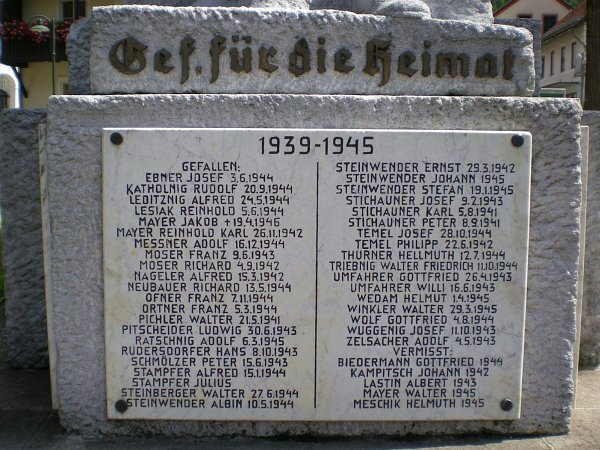 Gef. für die Heimat
1939-1945
GEFALLEN:
EBNER JOSEF 3.6.1944
KATHOLNIG RUDOLF 20.9.1944
LEDITZNIG ALFRED 24.5.1944
LESIAK REINHOLD 5.6.1944
MAYER JAKOB +19.4.1946
MAYER REINHOLD KARL 26.11.1942
MESSNER ADOLF 16.12.1944
MOSER FRANZ 9.6.1943
MOSER RICHARD 4.9.1942
NAGELER ALFRED 15.3.1942
NEUBAUER RICHARD 13.5.1944
OFNER FRANZ 7.11.1944
ORTNER FRANZ 5.3.1944
PICHLER WALTER 21.5.1941
PITSCHEIDER LUDWIG 30.6.1943
RATSCHNIG ADOLF 6.3.1945
RUDERSDORFER HANS 8.10.1943
SCHMÖLZER PETER 15.6.1943
STAMPFER ALFRED 15.1.1944
STAMPFER JULIUS
STEINBERGER WALTER 27.6.1944
STEINWENDER ALBIN 10.5.1944
STEINWENDER ERNST 29.3.1942
STEINWENDER JOHANN 1945
STEINWENDER STEFAN 19.1.1945
STICHAUNER JOSEF 9.2.1943
STICHAUNER KARL 5.8.1941
STICHAUNER PETER 8.9.1941
TEMEL JOSEF 28.10.1944
TEMEL PHILIPP 22.6.1942
THURNER HELLMUTH 12.7.1944
TRIEBNIG WALTER FRIEDRICH 11.10.1944
UMFAHRER GOTTFRIED 26.4.1943
UMFAHRER WILLI 16.6.1943
WEDAM HELMUT 1.4.1945
WINKLER WALTER 29.3.1945
WOLF GOTTFRIED 4.8.1944
WUGGENIG JOSEF 11.10.1943
ZELSACHER ADOLF 4.5.1943
VERMISST:
BIEDERMANN GOTTFRIED 1944
KAMPITSCH JOHANN 1942
LASTIN ALBERT 1943
MAYER WALTER 1945
MESCHIK HELMUTH 1945